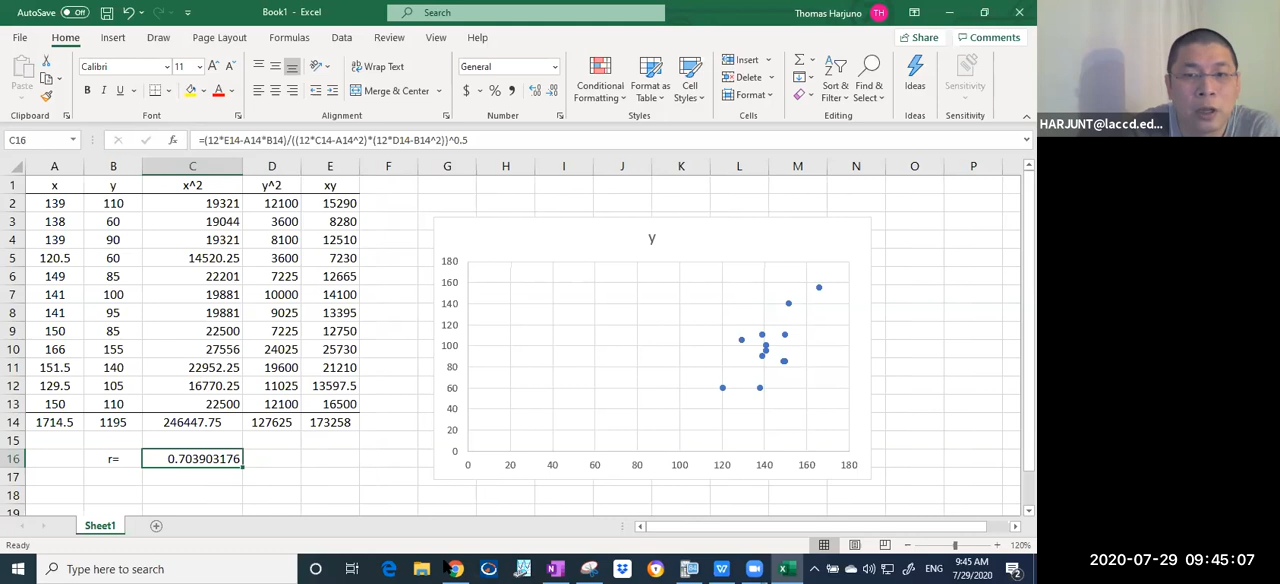 AutoSave Off Book1 - Excel Search Thomas Harjuno TH
File Home Insert Draw Page Layout Formulas Data Review View Help Share Comments
Paste Calibri 11 A A Wrap Text General Insert Σ
B I U A Merge & Center $ % Conditional Formatting Format as Table Cell Styles Delete Format Sort & Filter Find & Select Ideas Sensitivity
Clipboard Font Alignment Number Styles Cells Editing Ideas Sensitivity
HARJUNT@laccd.ed...
C16 fx =(12*E14-A14*B14)/((12*C14-A14^2)*(12*D14-B14^2))^0.5
A B C D E F G H I J K L M N O P
1 x y x^2 y^2 xy
2 139 110 19321 12100 15290
3 138 60 19044 3600 8280
4 139 90 19321 8100 12510
5 120.5 60 14520.25 3600 7230
6 149 85 22201 7225 12665
7 141 100 19881 10000 14100
8 141 95 19881 9025 13395
9 150 85 22500 7225 12750
10 166 155 27556 24025 25730
11 151.5 140 22952.25 19600 21210
12 129.5 105 16770.25 11025 13597.5
13 150 110 22500 12100 16500
14 1714.5 1195 246447.75 127625 173258
15
16 r= 0.703903176
17
18
19
y
180
160
140
120
100
80
60
40
20
0
0 20 40 60 80 100 120 140 160 180
Sheet1
Ready 120%
Type here to search ENG 9:45 AM
7/29/2020 2
2020-07-29 09:45:07